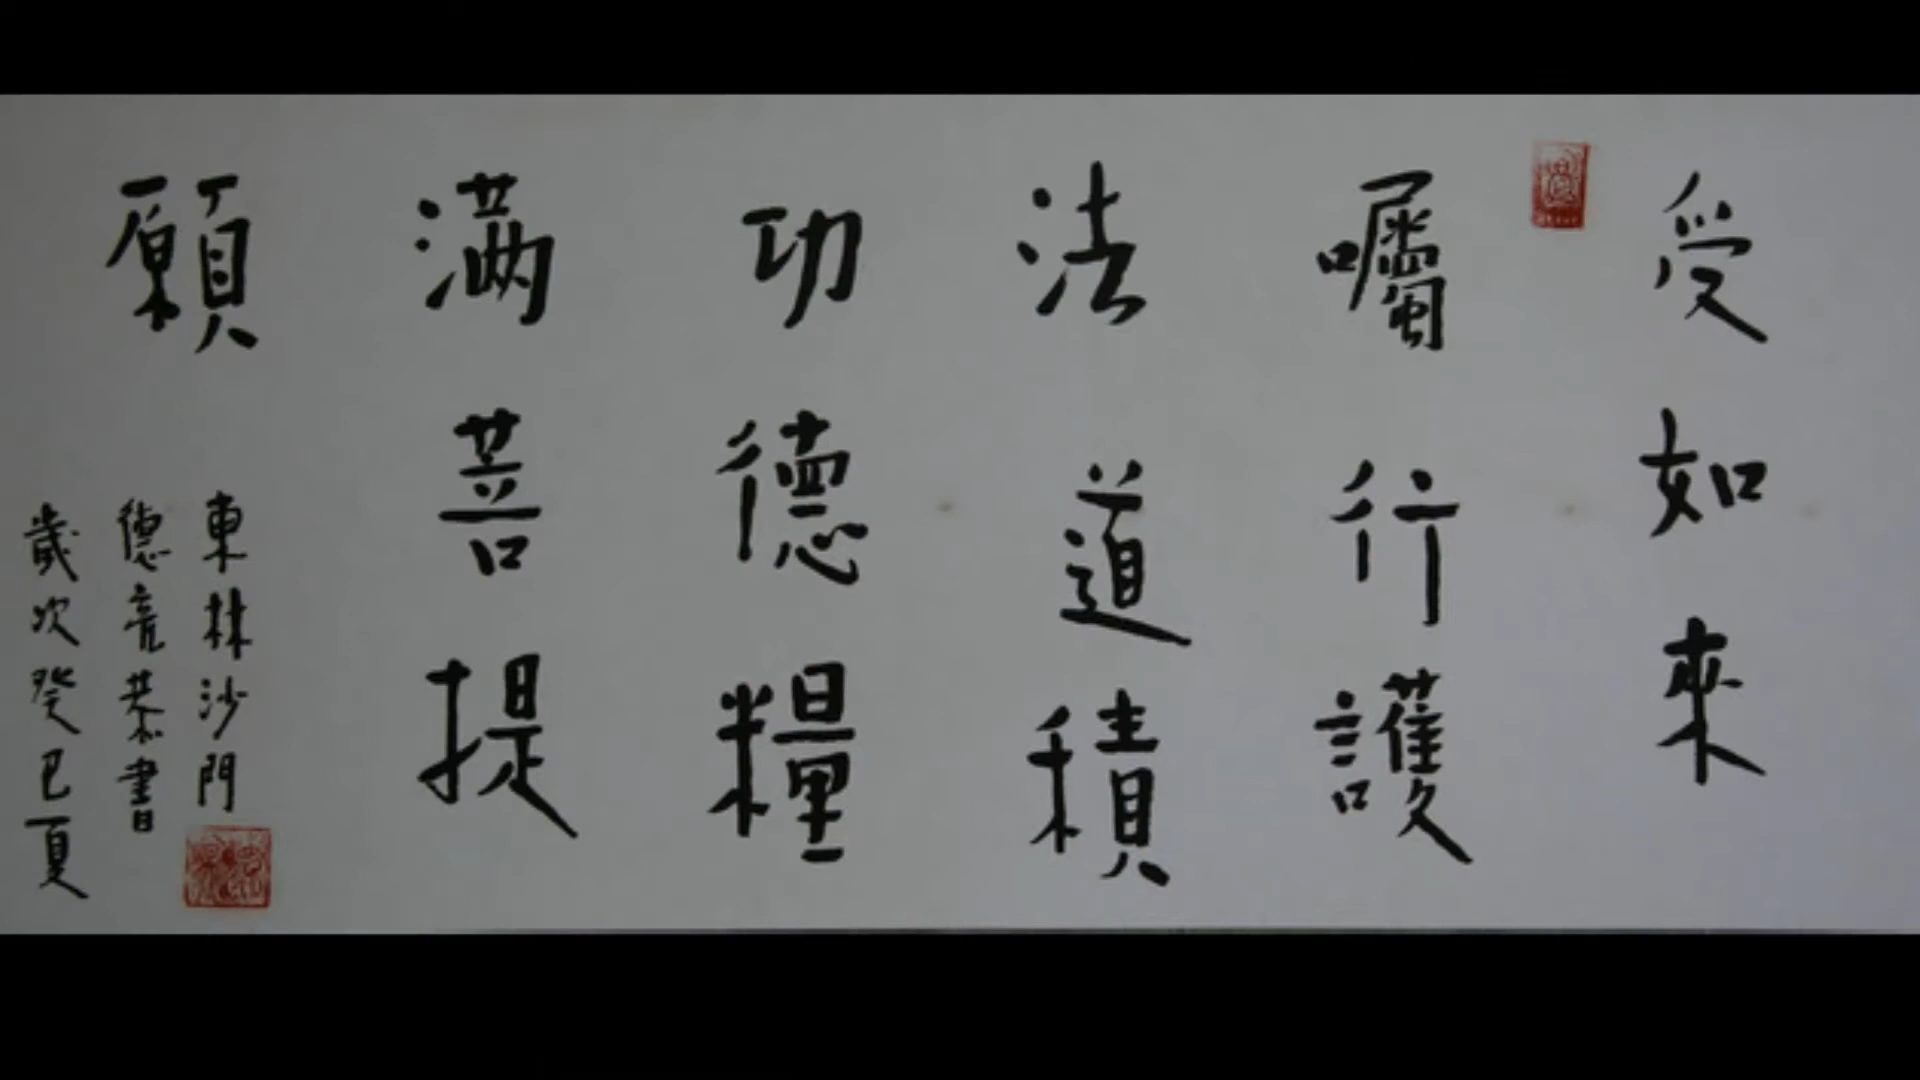 受如來
囑行護
法道積
功德糧
滿菩提
願
東林沙門
德亮恭書
歲次癸巳夏